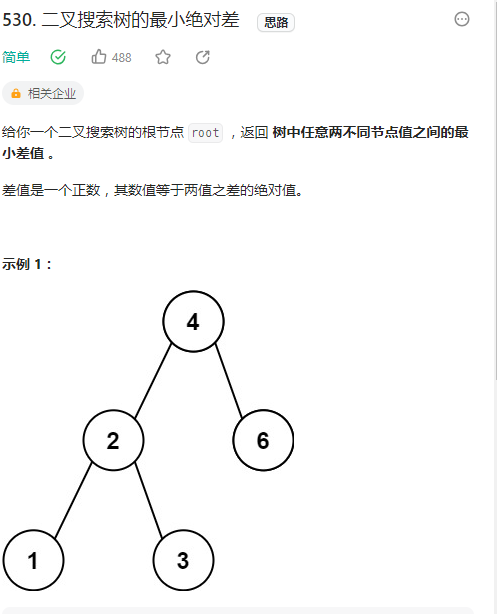 530. 二叉搜索树的最小绝对差 思路
简单 488
相关企业
给你一个二叉搜索树的根节点 root ，返回 树中任意两不同节点值之间的最
小差值 。
差值是一个正数，其数值等于两值之差的绝对值。
示例 1：
4
2 6
1 3